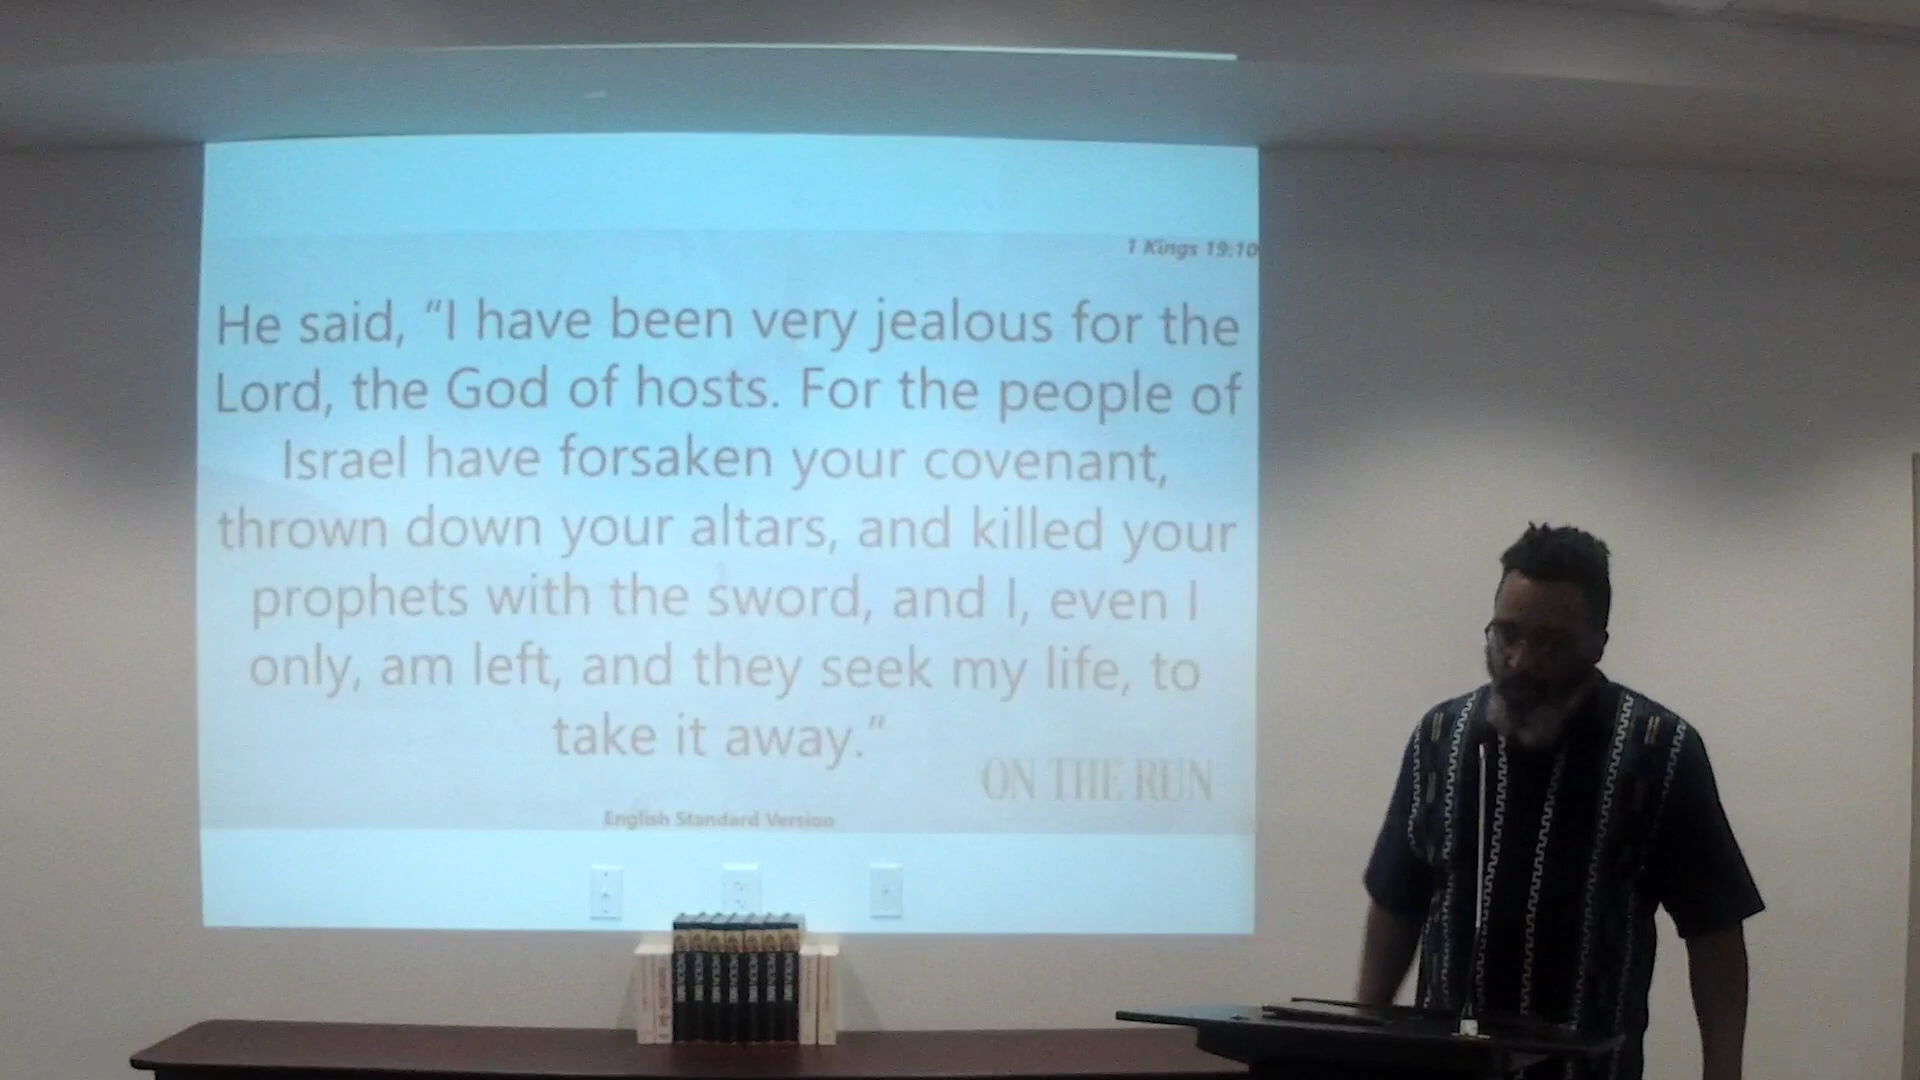 1 Kings 19:10
He said, “I have been very jealous for the
Lord, the God of hosts. For the people of
Israel have forsaken your covenant,
thrown down your altars, and killed your
prophets with the sword, and I, even I
only, am left, and they seek my life, to
take it away.”
ON THE RUN
English Standard Version